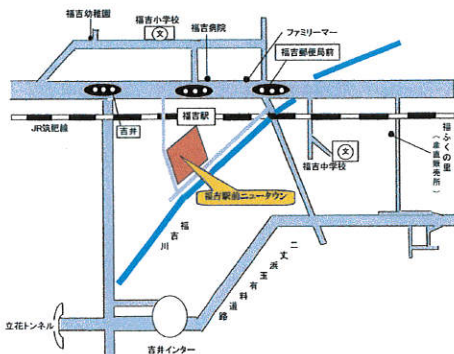 福吉幼稚園
福吉小学校
文
福吉病院
ファミリーマー
福吉郵便局前
福吉駅
JR筑肥線
吉井
文
福吉中学校
福ふくの里
(産直販売所)
福吉駅前ニュータウン
福吉川
二丈浜玉有料道路
立花トンネル
吉井インター